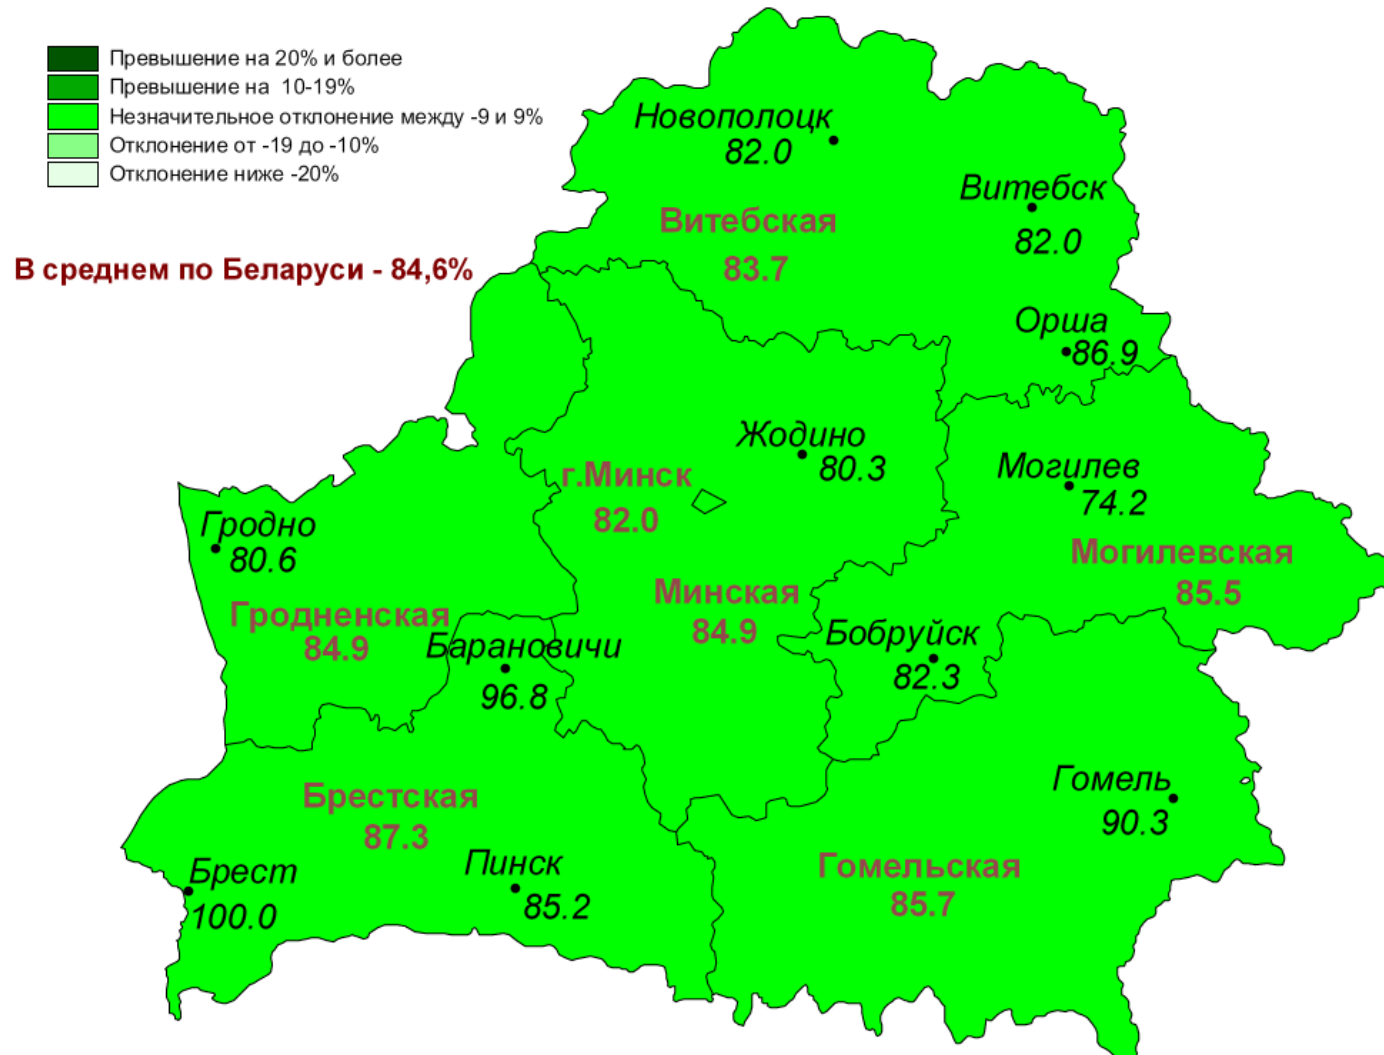 Превышение на 20% и более
Превышение на 10-19%
Незначительное отклонение между -9 и 9%
Отклонение от -19 до -10%
Отклонение ниже -20%
В среднем по Беларуси - 84,6%
Новополоцк
82.0
Витебск
82.0
Витебская
83.7
Орша
86.9
Жодино
80.3
г.Минск
82.0
Могилев
74.2
Могилевская
85.5
Гродно
80.6
Гродненская
84.9
Минская
84.9
Бобруйск
82.3
Барановичи
96.8
Брестская
87.3
Гомель
90.3
Брест
100.0
Пинск
85.2
Гомельская
85.7